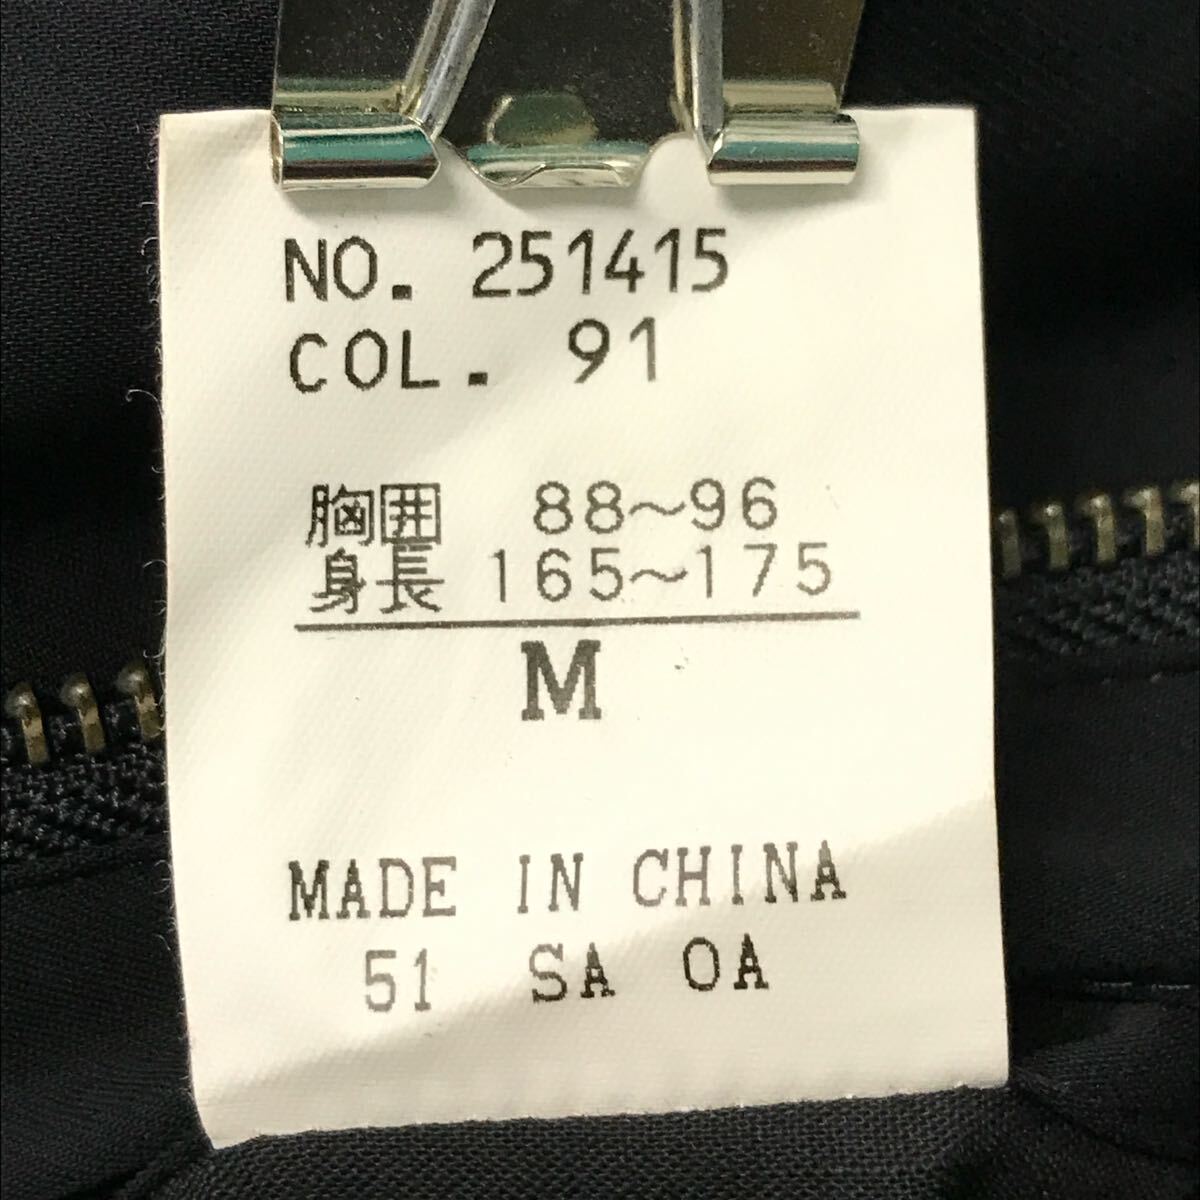 NO. 251415
COL. 91
胸囲 88~96
身長 165~175
M
MADE IN CHINA
51 SA OA